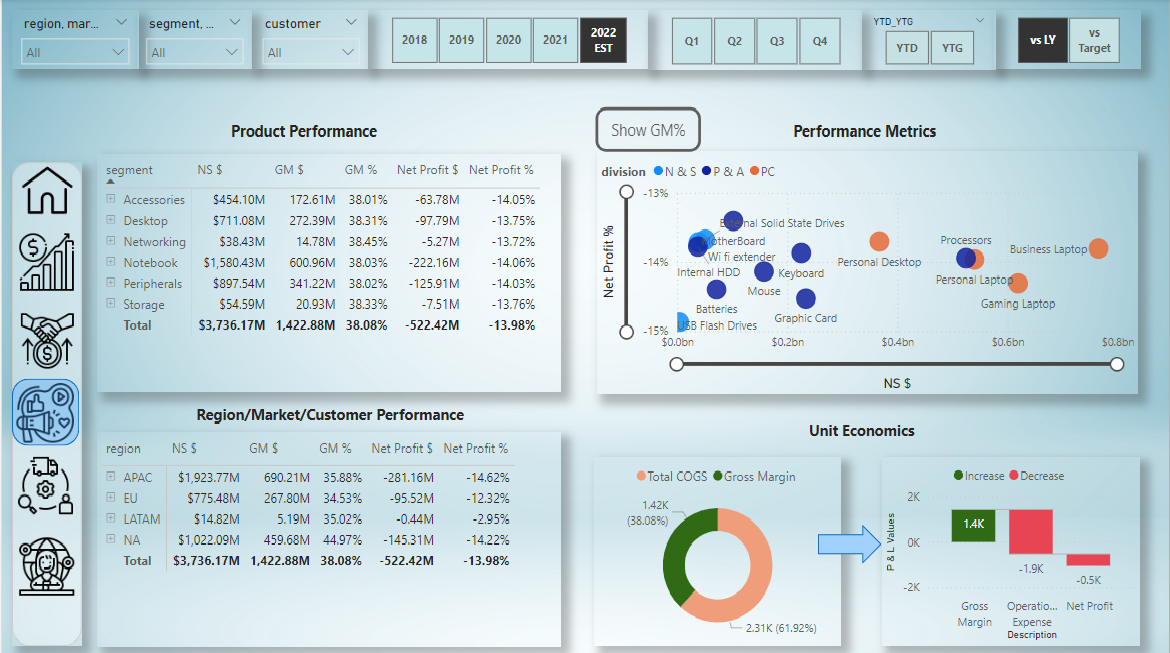 region, mar...
All
segment, ...
All
customer
All
2018
2019
2020
2021
2022
EST
Q1
Q2
Q3
Q4
YTD_YTG
YTD
YTG
vs LY
vs
Target
Product Performance
segment NS $ GM $ GM % Net Profit $ Net Profit %
Accessories $454.10M 172.61M 38.01% -63.78M -14.05%
Desktop $711.08M 272.39M 38.31% -97.79M -13.75%
Networking $38.43M 14.78M 38.45% -5.27M -13.72%
Notebook $1,580.43M 600.96M 38.03% -222.16M -14.06%
Peripherals $897.54M 341.22M 38.02% -125.91M -14.03%
Storage $54.59M 20.93M 38.33% -7.51M -13.76%
Total $3,736.17M 1,422.88M 38.08% -522.42M -13.98%
Show GM%
Performance Metrics
division N & S P & A PC
Net Profit %
-13%
-14%
-15%
External Solid State Drives
MotherBoard
Wi fi extender
Internal HDD
Keyboard
Mouse
Batteries
Graphic Card
USB Flash Drives
Personal Desktop
Processors
Business Laptop
Personal Laptop
Gaming Laptop
$0.0bn $0.2bn $0.4bn $0.6bn $0.8bn
NS $
Region/Market/Customer Performance
region NS $ GM $ GM % Net Profit $ Net Profit %
APAC $1,923.77M 690.21M 35.88% -281.16M -14.62%
EU $775.48M 267.80M 34.53% -95.52M -12.32%
LATAM $14.82M 5.19M 35.02% -0.44M -2.95%
NA $1,022.09M 459.68M 44.97% -145.31M -14.22%
Total $3,736.17M 1,422.88M 38.08% -522.42M -13.98%
Unit Economics
Total COGS Gross Margin
1.42K
(38.08%)
2.31K (61.92%)
Increase Decrease
P & L Values
2K
0K
-2K
1.4K
-1.9K
-0.5K
Gross
Margin
Operatio...
Expense
Net Profit
Description